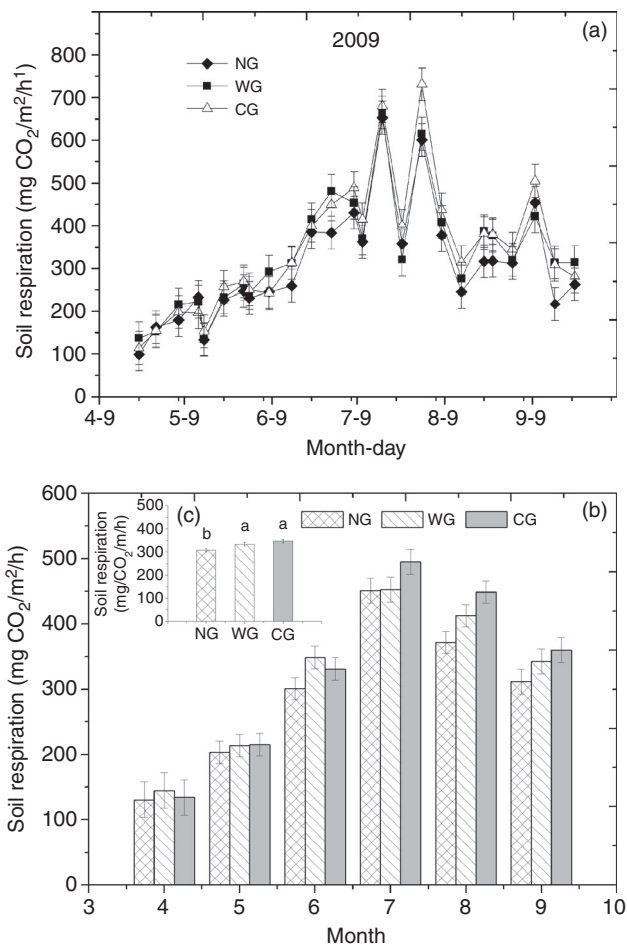 (a)
2009
NG
WG
CG
800
700
600
500
400
300
200
100
0
Soil respiration (mg CO₂/m²/h¹)
4-9 5-9 6-9 7-9 8-9 9-9
Month-day
(b)
600
500
400
300
200
100
0
Soil respiration (mg CO₂/m²/h)
(c)
500
400
300
200
100
0
Soil respiration
(mg/CO₂/m/h)
b a a
NG WG CG
NG WG CG
3 4 5 6 7 8 9 10
Month